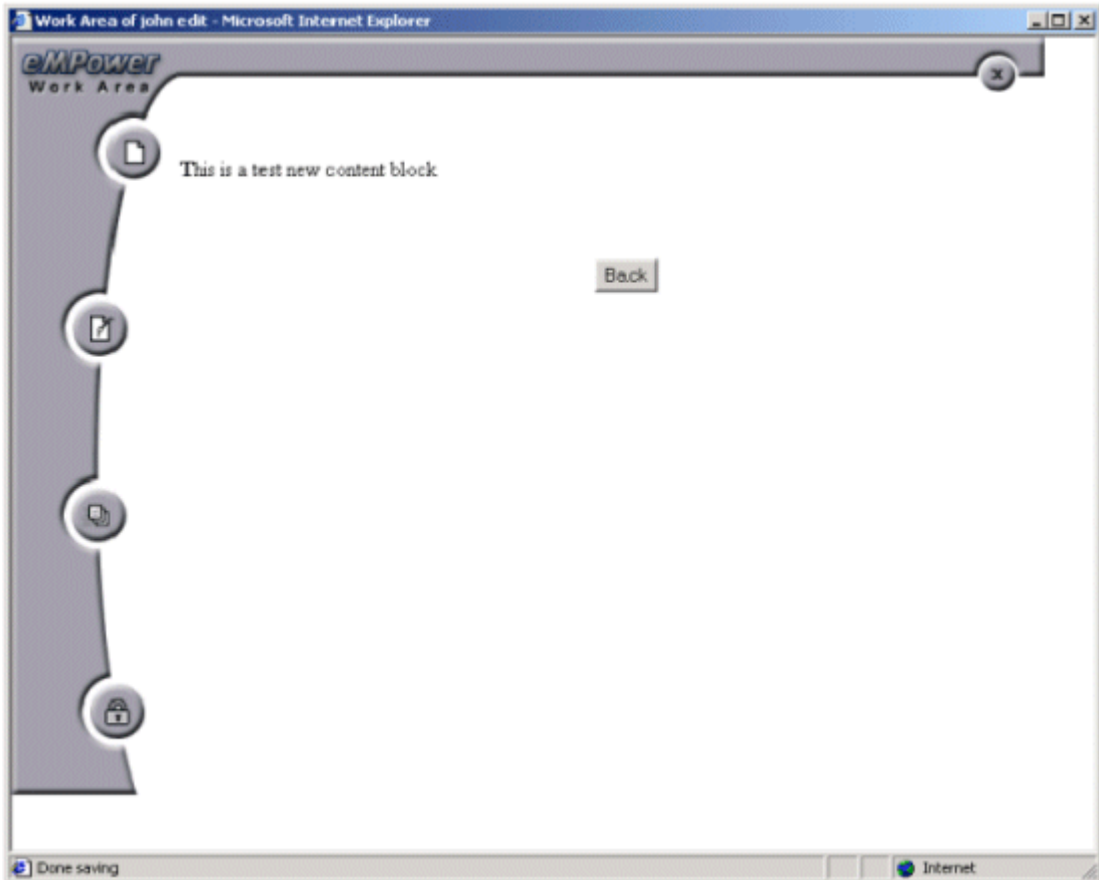 Work Area of john edit - Microsoft Internet Explorer
eMPower
Work Area
This is a test new content block
Back
Done saving
Internet